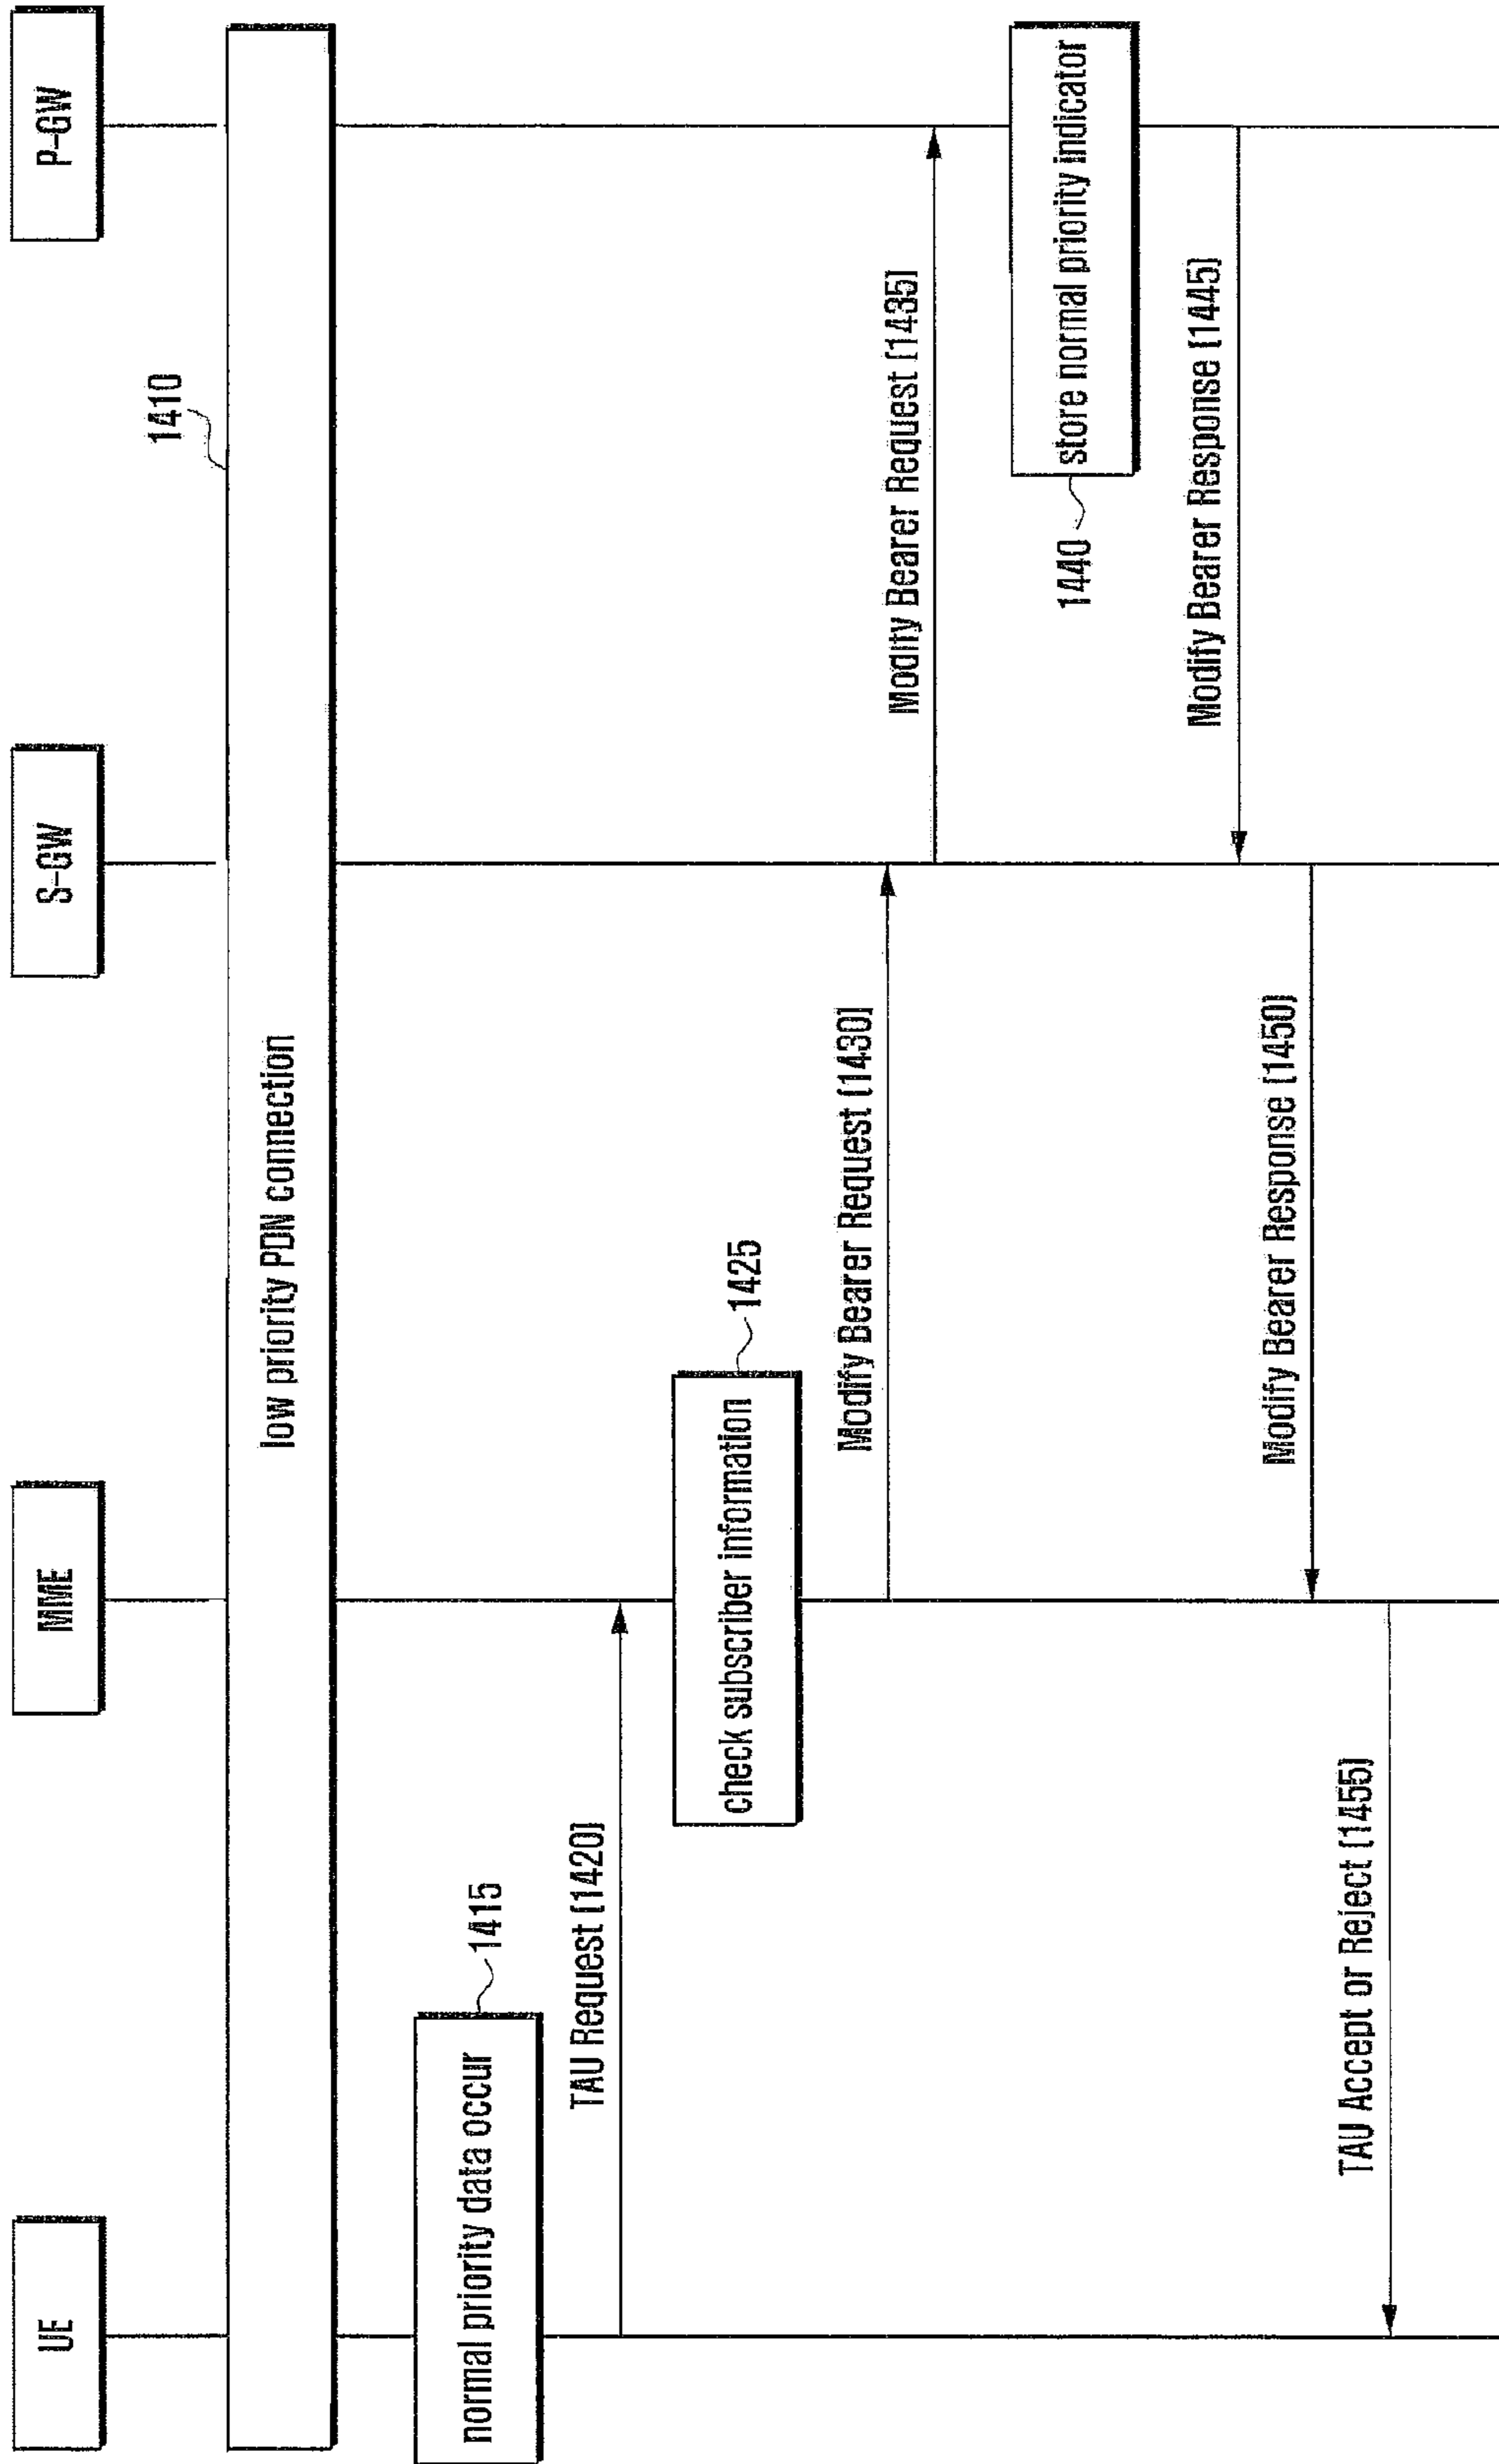 UE
MME
S-GW
P-GW
1410
low priority PDN connection
normal priority data occur
1415
TAU Request (1420)
check subscriber information
1425
Modify Bearer Request (1430)
Modify Bearer Request (1435)
1440
store normal priority indicator
Modify Bearer Response (1445)
Modify Bearer Response (1450)
TAU Accept or Reject (1455)